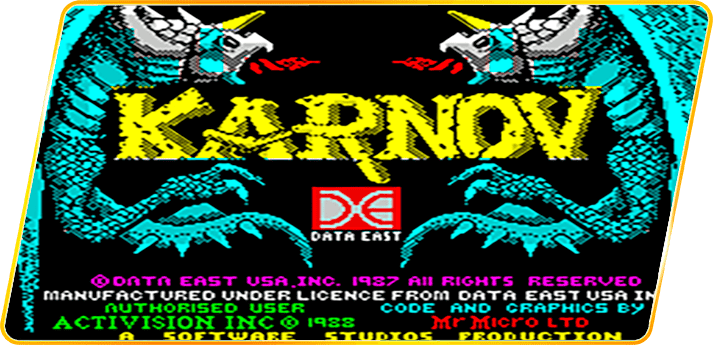 KARNOV
DE
DATA EAST
© DATA EAST USA, INC. 1987 All RIGHTS RESERVED
MANUFACTURED UNDER LICENCE FROM DATA EAST USA IN
AUTHORISED USER CODE AND GRAPHICS BY
ACTIVISION INC © 1988 Mr Micro LTD
A SOFTWARE STUDIOS PRODUCTION